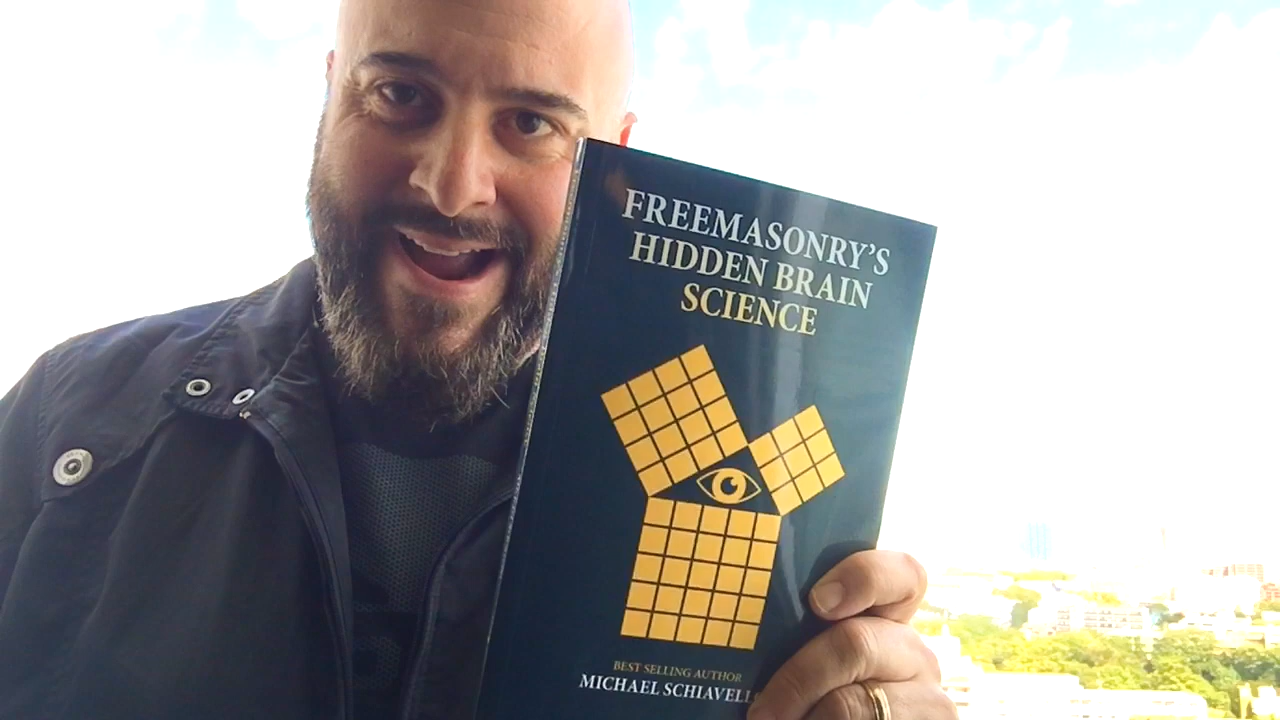 FREEMASONRY'S
HIDDEN BRAIN
SCIENCE
BEST SELLING AUTHOR
MICHAEL